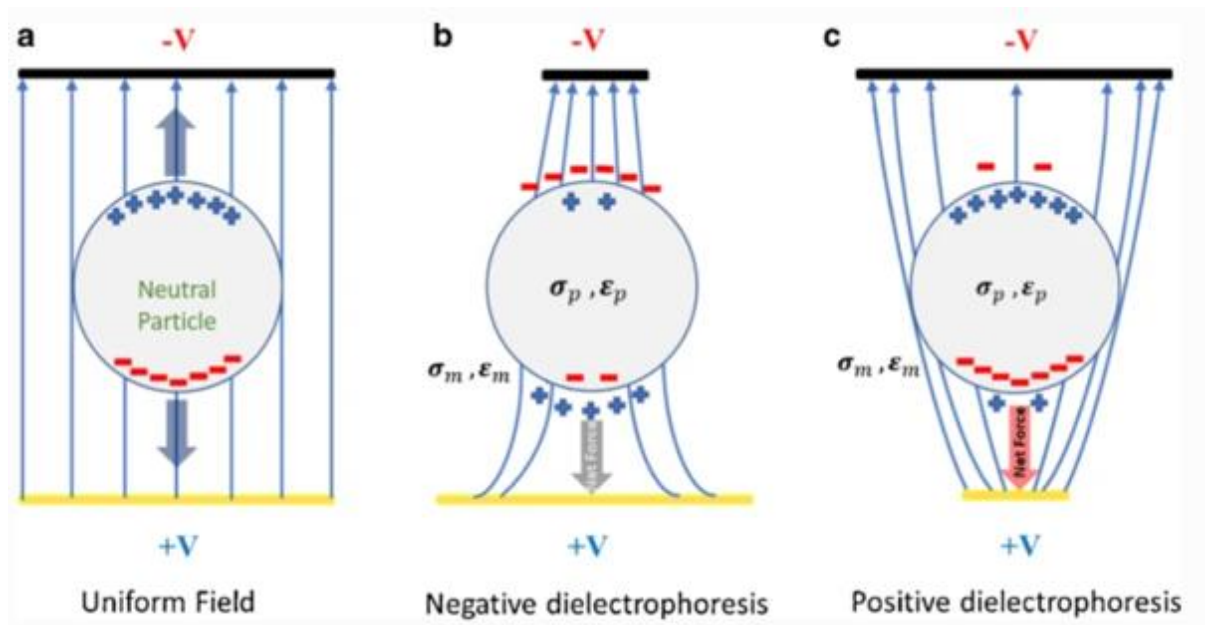 a
-V
Neutral
Particle
+V
Uniform Field
b
-V
σp ,εp
σm ,εm
Net Force
+V
Negative dielectrophoresis
c
-V
σp ,εp
σm ,εm
Net Force
+V
Positive dielectrophoresis